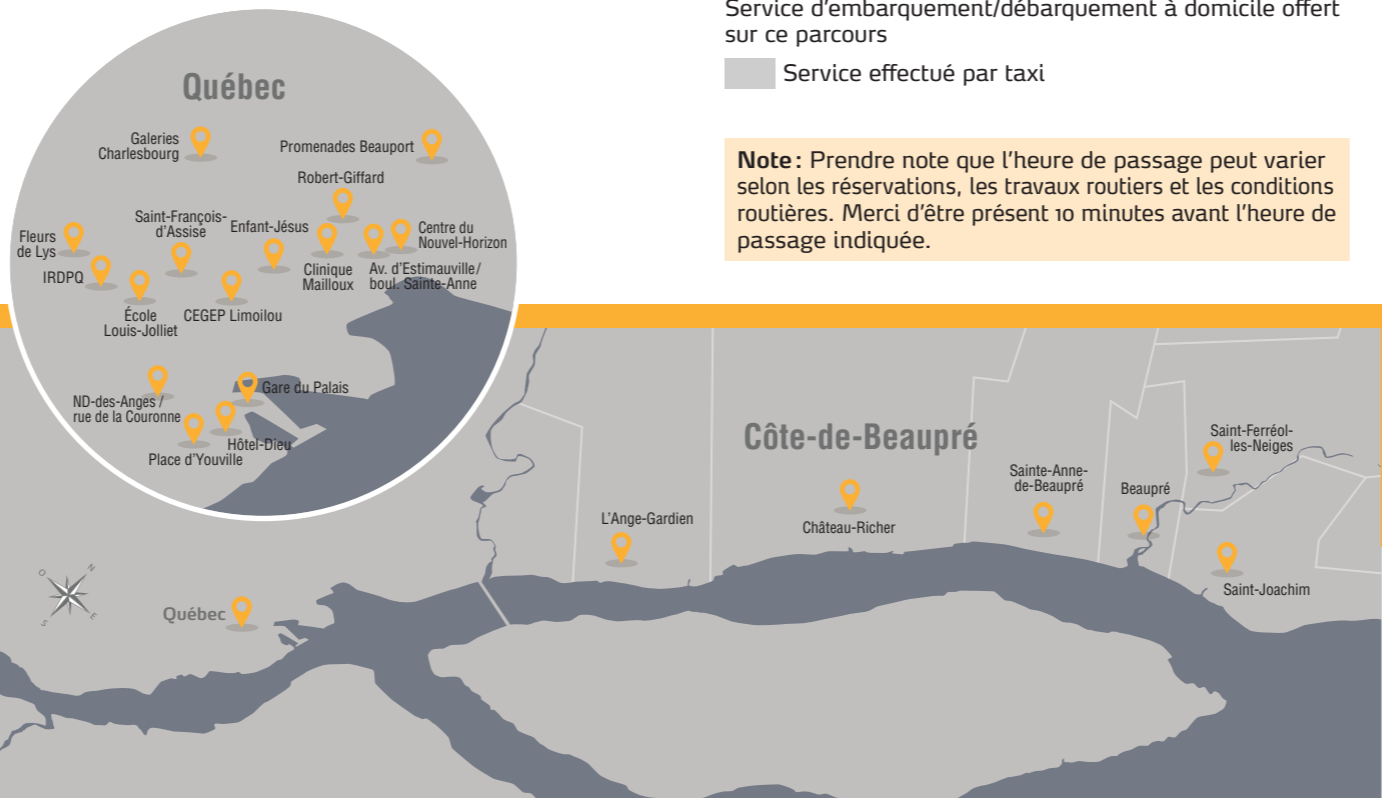 Service d'embarquement/débarquement à domicile offert
sur ce parcours
Service effectué par taxi
Note : Prendre note que l'heure de passage peut varier
selon les réservations, les travaux routiers et les conditions
routières. Merci d'être présent 10 minutes avant l'heure de
passage indiquée.
Québec
Galeries
Charlesbourg
Promenades Beauport
Robert-Giffard
Saint-François-
d'Assise
Enfant-Jésus
Centre du
Nouvel-Horizon
Fleurs
de Lys
IRDPQ
Clinique
Mailloux
Av. d'Estimauville/
boul. Sainte-Anne
École
Louis-Jolliet
CEGEP Limoilou
Gare du Palais
ND-des-Anges /
rue de la Couronne
Hôtel-Dieu
Place d'Youville
Côte-de-Beaupré
Saint-Ferréol-
les-Neiges
Sainte-Anne-
de-Beaupré
Beaupré
L'Ange-Gardien
Château-Richer
Saint-Joachim
Québec
O
N
S
E